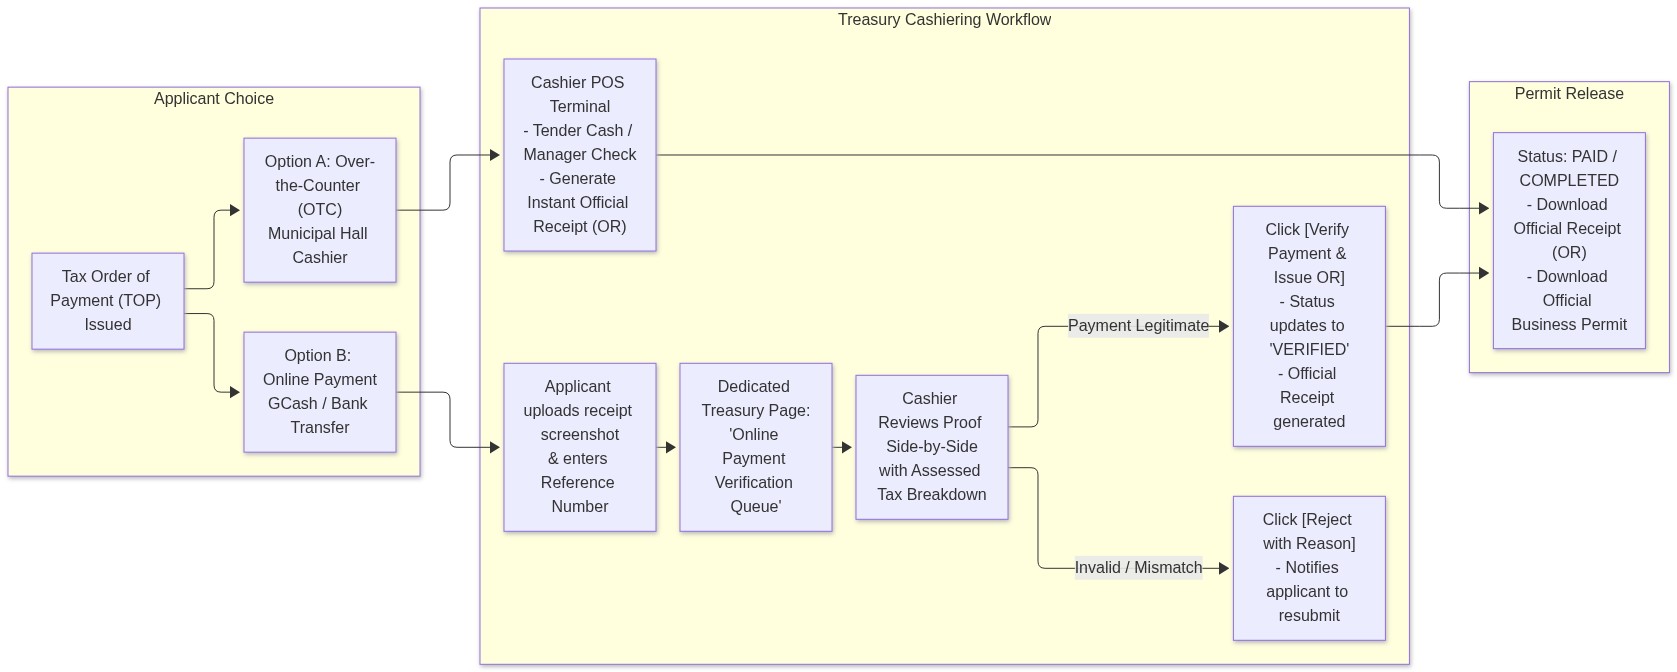 Applicant Choice
Tax Order of
Payment (TOP)
Issued
Option A: Over-
the-Counter
(OTC)
Municipal Hall
Cashier
Option B:
Online Payment
GCash / Bank
Transfer
Treasury Cashiering Workflow
Cashier POS
Terminal
- Tender Cash /
Manager Check
- Generate
Instant Official
Receipt (OR)
Applicant
uploads receipt
screenshot
& enters
Reference
Number
Dedicated
Treasury Page:
'Online
Payment
Verification
Queue'
Cashier
Reviews Proof
Side-by-Side
with Assessed
Tax Breakdown
Payment Legitimate
Invalid / Mismatch
Click [Verify
Payment &
Issue OR]
- Status
updates to
'VERIFIED'
- Official
Receipt
generated
Click [Reject
with Reason]
- Notifies
applicant to
resubmit
Permit Release
Status: PAID /
COMPLETED
- Download
Official Receipt
(OR)
- Download
Official
Business Permit